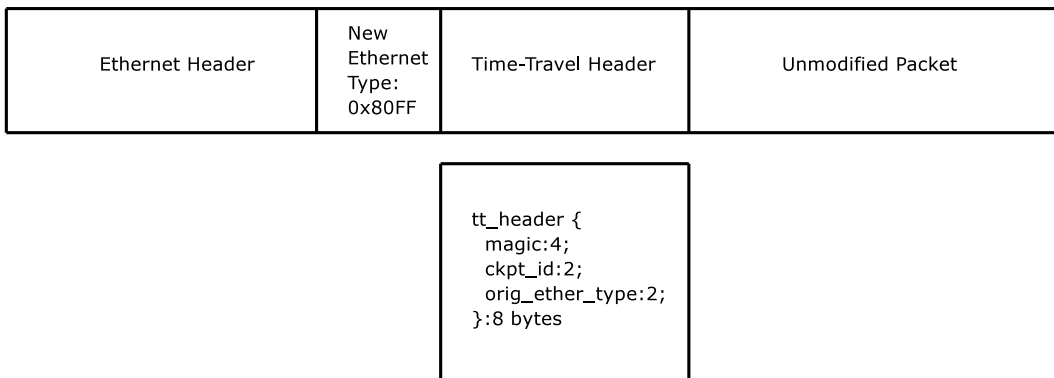 Ethernet Header
New
Ethernet
Type:
0x80FF
Time-Travel Header
Unmodified Packet
tt_header {
magic:4;
ckpt_id:2;
orig_ether_type:2;
}:8 bytes